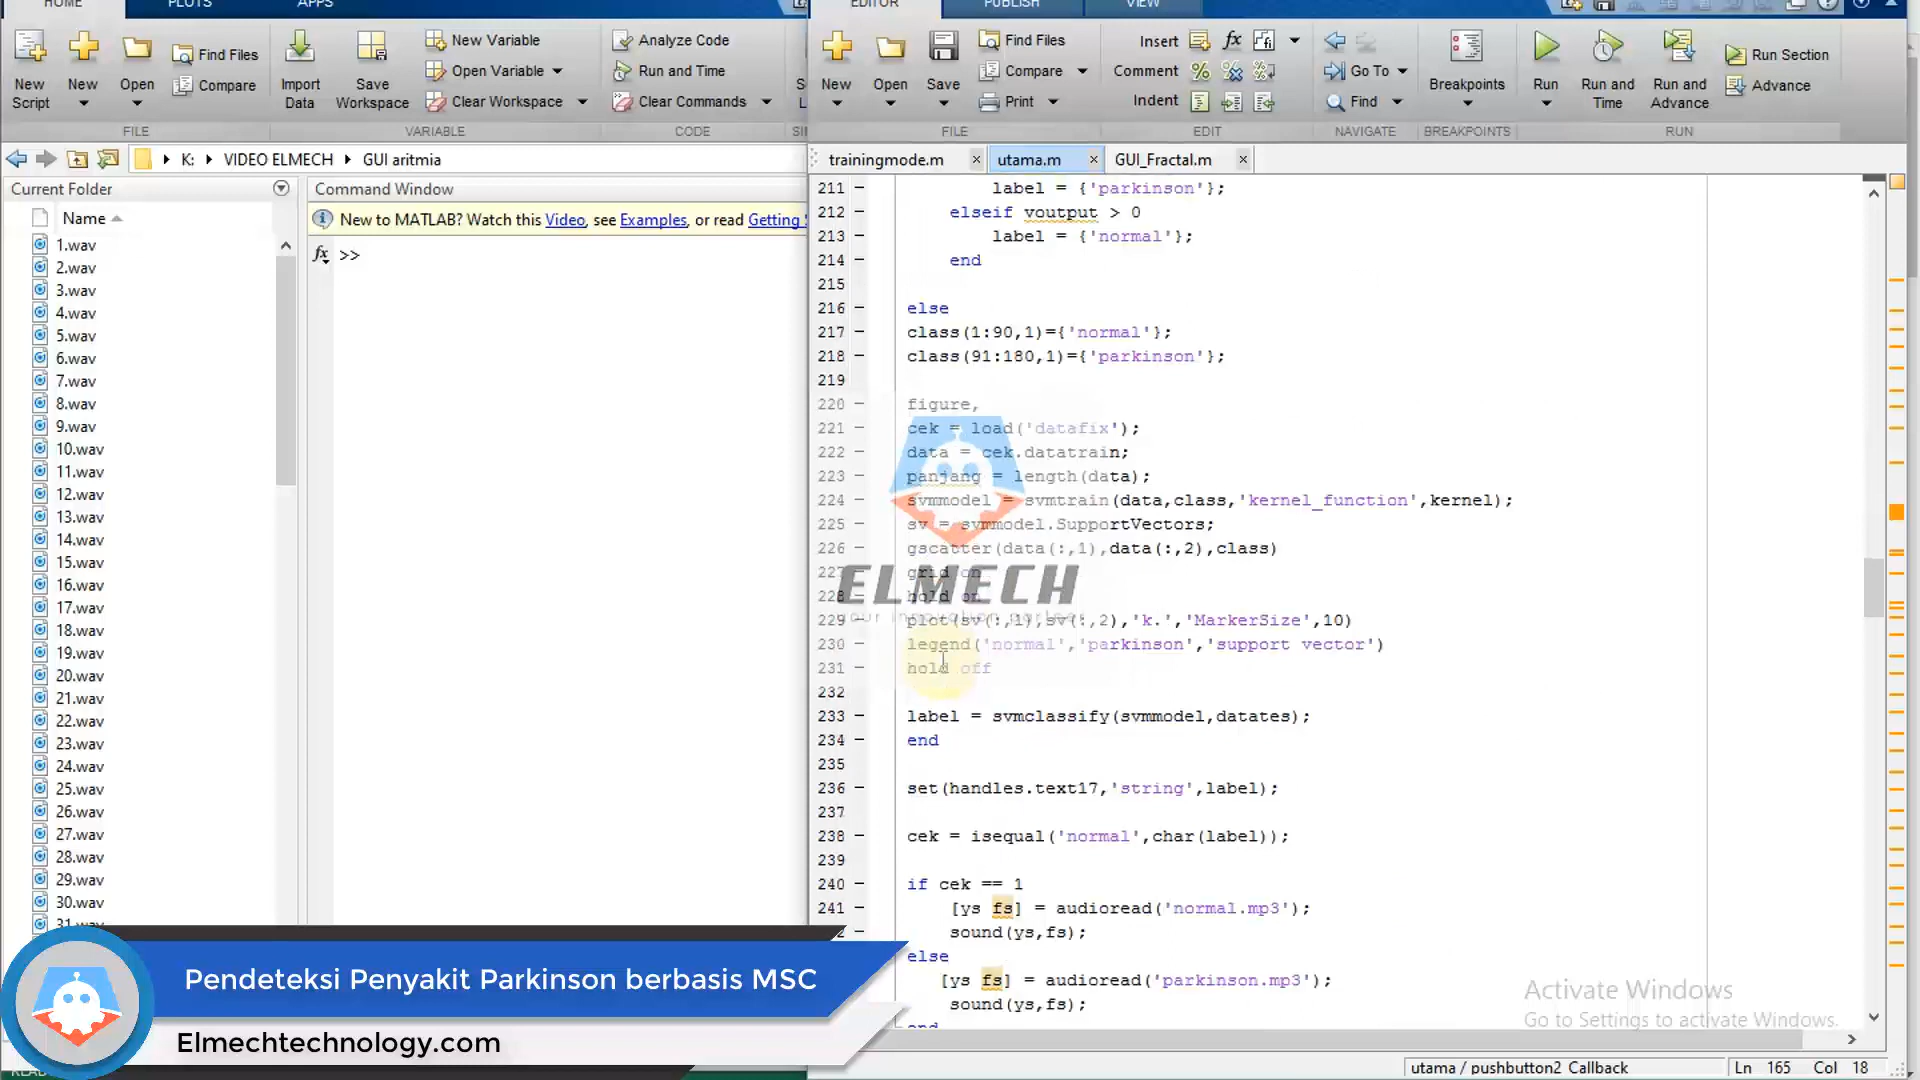 HOME PLOTS APPS
EDITOR PUBLISH VIEW
New Script
New
Open
Find Files
Compare
Import Data
Save Workspace
New Variable
Open Variable
Clear Workspace
Analyze Code
Run and Time
Clear Commands
FILE VARIABLE CODE
New
Open
Save
Find Files
Compare
Print
Insert
Comment
Indent
Go To
Find
Breakpoints
Run
Run and Time
Run and Advance
Run Section
Advance
FILE EDIT NAVIGATE BREAKPOINTS RUN
K: VIDEO ELMECH GUI aritmia
trainingmode.m utama.m GUI_Fractal.m
Current Folder
Name
1.wav
2.wav
3.wav
4.wav
5.wav
6.wav
7.wav
8.wav
9.wav
10.wav
11.wav
12.wav
13.wav
14.wav
15.wav
16.wav
17.wav
18.wav
19.wav
20.wav
21.wav
22.wav
23.wav
24.wav
25.wav
26.wav
27.wav
28.wav
29.wav
30.wav
31.wav
Command Window
New to MATLAB? Watch this Video, see Examples, or read Getting
fx >>
211 label = {'parkinson'};
212 elseif voutput > 0
213 label = {'normal'};
214 end
215
216 else
217 class(1:90,1)={'normal'};
218 class(91:180,1)={'parkinson'};
219
220 figure,
221 cek = load('datafix');
222 data = cek.datatrain;
223 panjang = length(data);
224 svmmodel = svmtrain(data,class,'kernel_function',kernel);
225 sv = svmmodel.SupportVectors;
226 gscatter(data(:,1),data(:,2),class)
227 grid on
228 hold on
229 plot(sv(:,1),sv(:,2),'k.','MarkerSize',10)
230 legend('normal','parkinson','support vector')
231 hold off
232
233 label = svmclassify(svmmodel,datates);
234 end
235
236 set(handles.text17,'string',label);
237
238 cek = isequal('normal',char(label));
239
240 if cek == 1
241 [ys fs] = audioread('normal.mp3');
sound(ys,fs);
else
[ys fs] = audioread('parkinson.mp3');
sound(ys,fs);
end
ELMECH
your innovation partner
Pendeteksi Penyakit Parkinson berbasis MSC
Elmechtechnology.com
Activate Windows
Go to Settings to activate Windows.
utama / pushbutton2_Callback Ln 165 Col 18